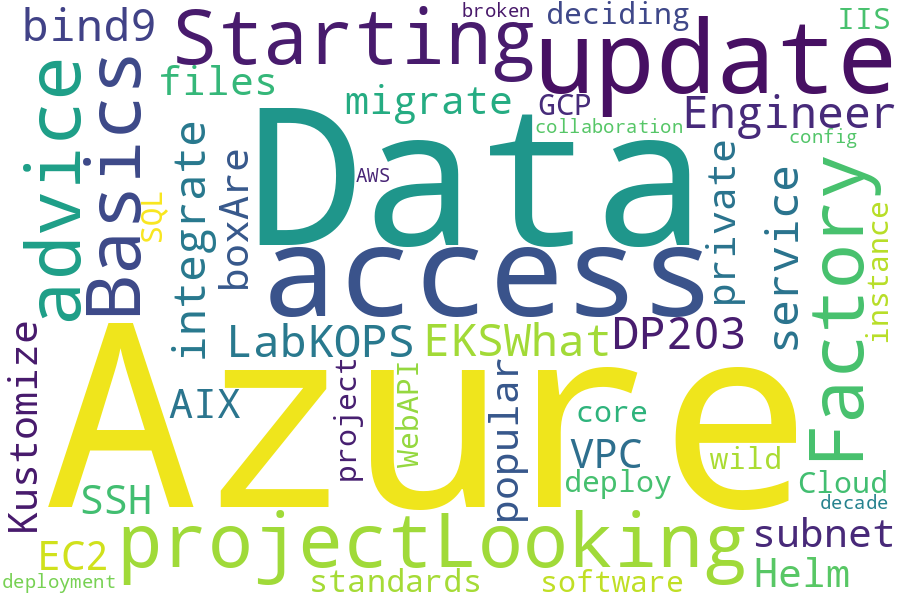 broken
deciding
IIS
bind9
Starting
update
files
migrate
GCP
Engineer
collaboration
config
advice
Basics
Data
AWS
integrate
boxAre
private
service
Factory
SQL
instance
access
LabKOPS
EKSWhat
DP203
Kustomize
Azure
AIX
project
WebAPI
popular
core
VPC
wild
deploy
Cloud
SSH
decade
projectLooking
subnet
EC2
Helm
deployment
standards
software